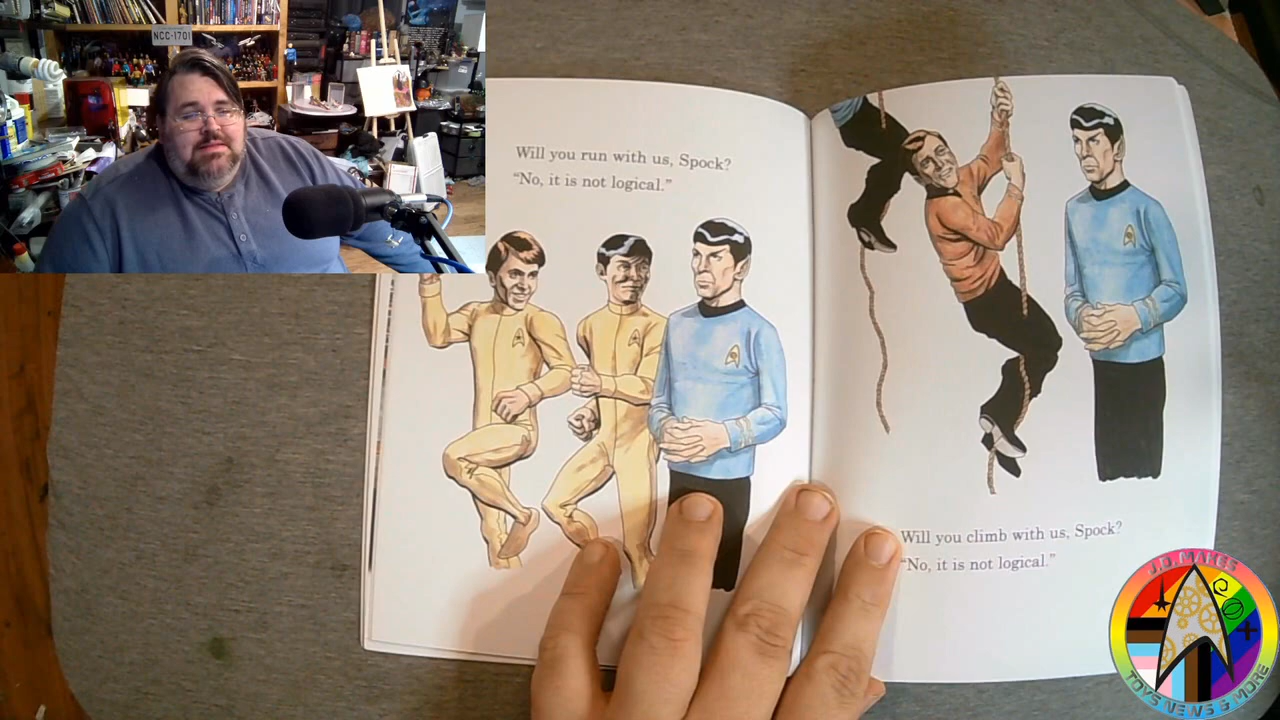 NCC-1701
Will you run with us, Spock?
“No, it is not logical.”
Will you climb with us, Spock?
“No, it is not logical.”
J.D. MAKES
TOYS NEWS & MORE